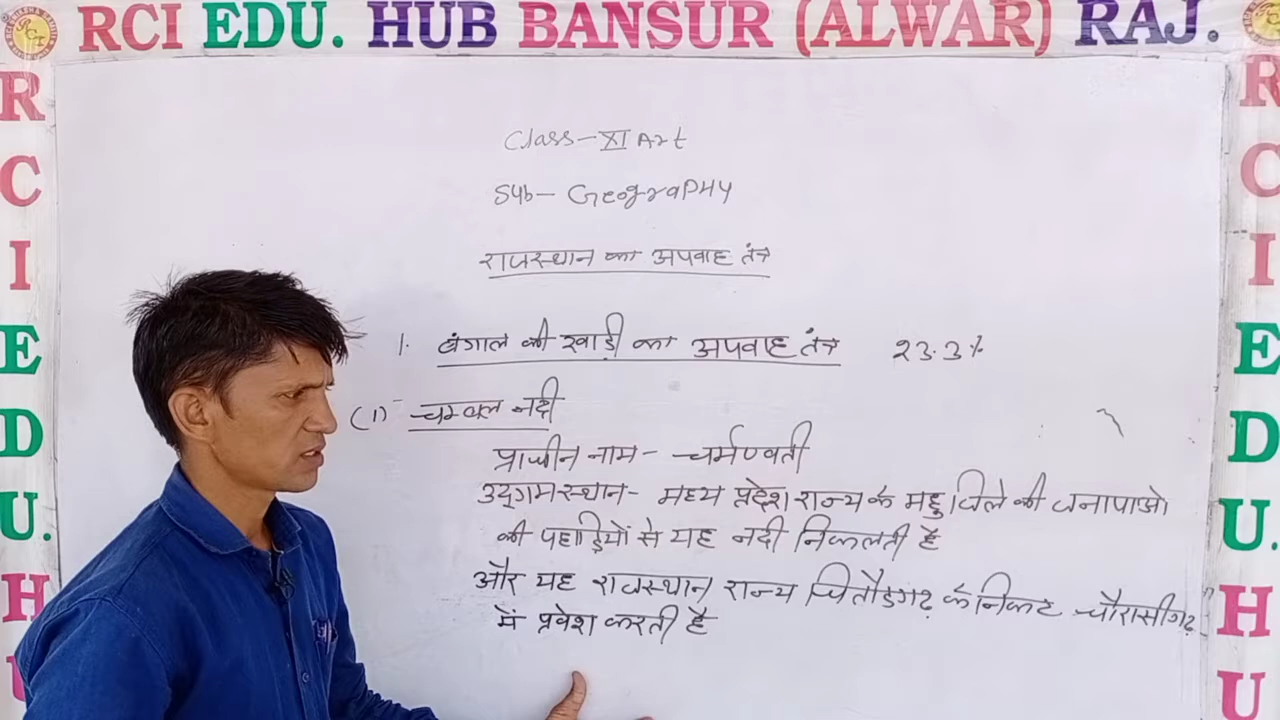 RCI EDU. HUB BANSUR (ALWAR) RAJ.
R
C
I
E
D
U.
H
U
Class-XI Art
Sub- GeograPHY
राजस्थान का अपवाह तंत्र
1. बंगाल की खाड़ी का अपवाह तंत्र 23.3%
(1) चम्बल नदी
प्राचीन नाम - चर्मण्वती
उद्गमस्थान- मध्य प्रदेश राज्य के महु जिले की जनापाओ
की पहाड़ियों से यह नदी निकलती है
और यह राजस्थान राज्य चितौडगढ़ के निकट चौरासीगढ़
में प्रवेश करती है
R
C
I
E
D
U.
H
U